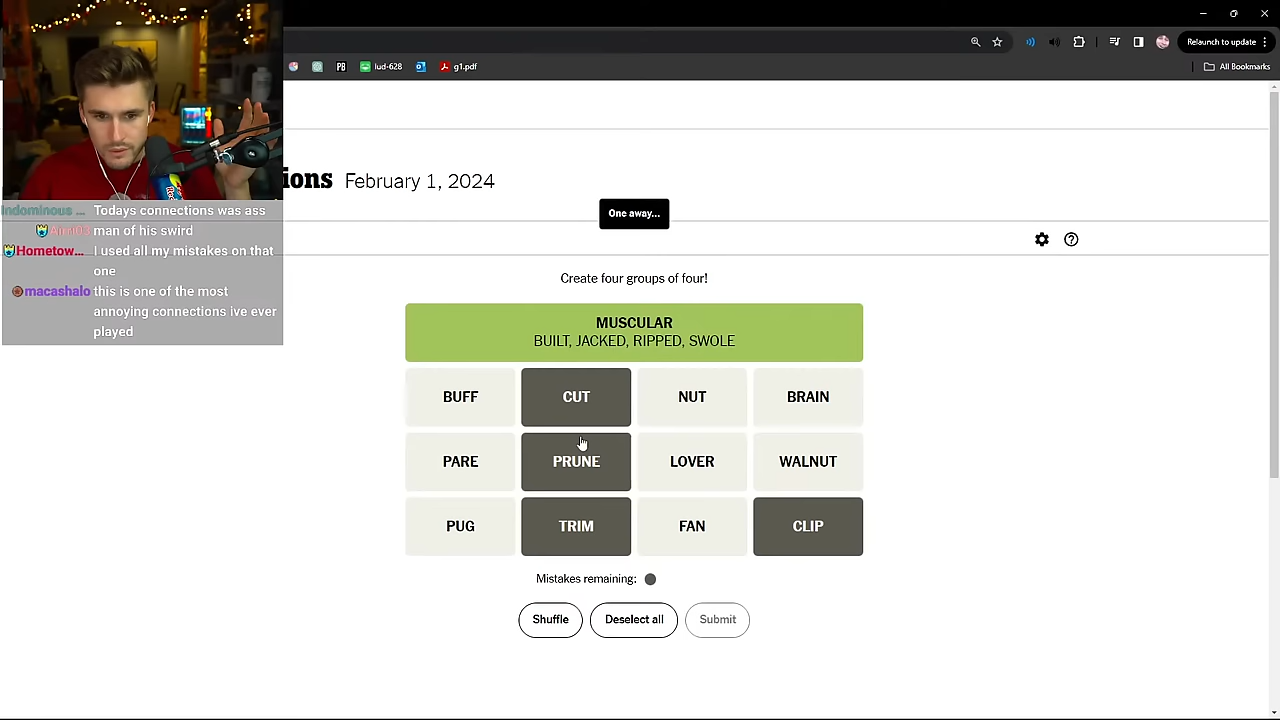 Relaunch to update
iud-628
g1.pdf
All Bookmarks
ions February 1, 2024
One away...
Indominous ... Todays connections was ass
man of his swird
Hometow... I used all my mistakes on that
one
macashalo this is one of the most
annoying connections ive ever
played
Create four groups of four!
MUSCULAR
BUILT, JACKED, RIPPED, SWOLE
BUFF CUT NUT BRAIN
PARE PRUNE LOVER WALNUT
PUG TRIM FAN CLIP
Mistakes remaining:
Shuffle Deselect all Submit